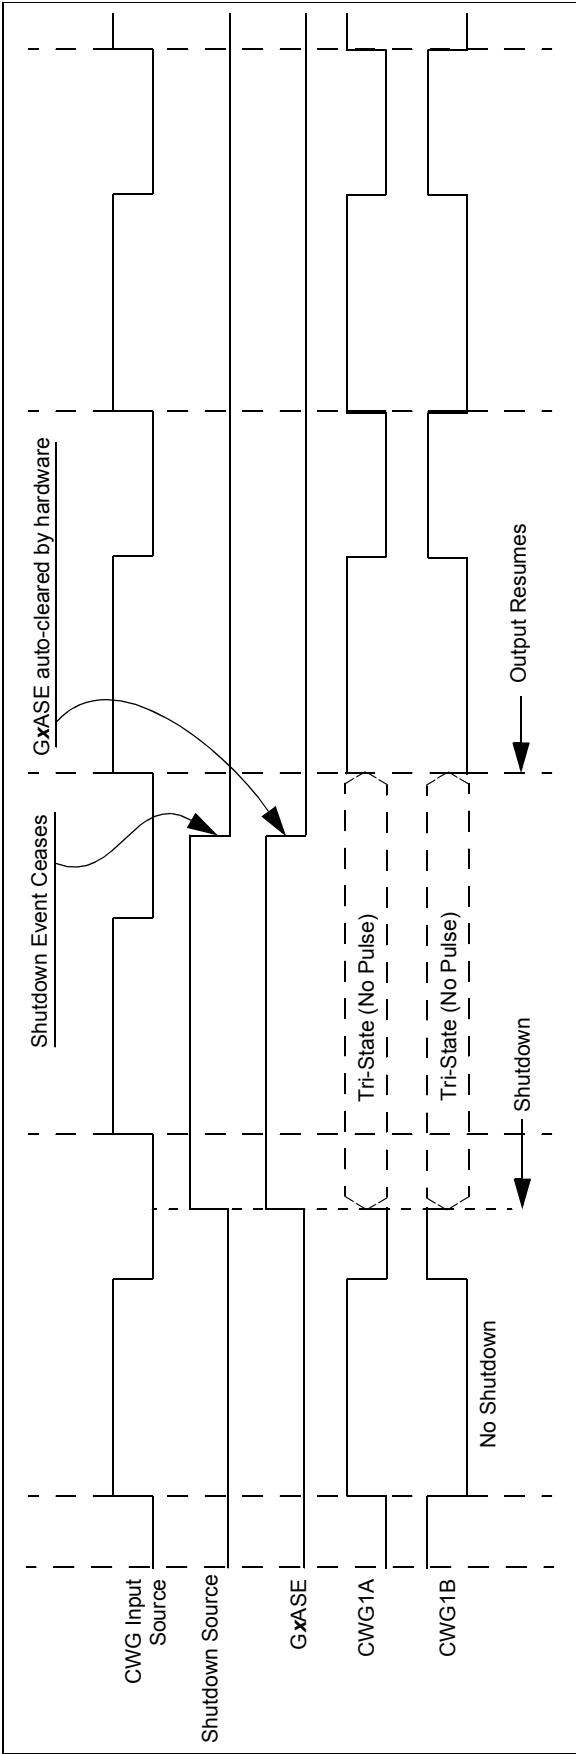 Shutdown Event Ceases
GxASE auto-cleared by hardware
CWG Input
Source
Shutdown Source
GxASE
CWG1A
Tri-State (No Pulse)
CWG1B
Tri-State (No Pulse)
No Shutdown
Shutdown
Output Resumes